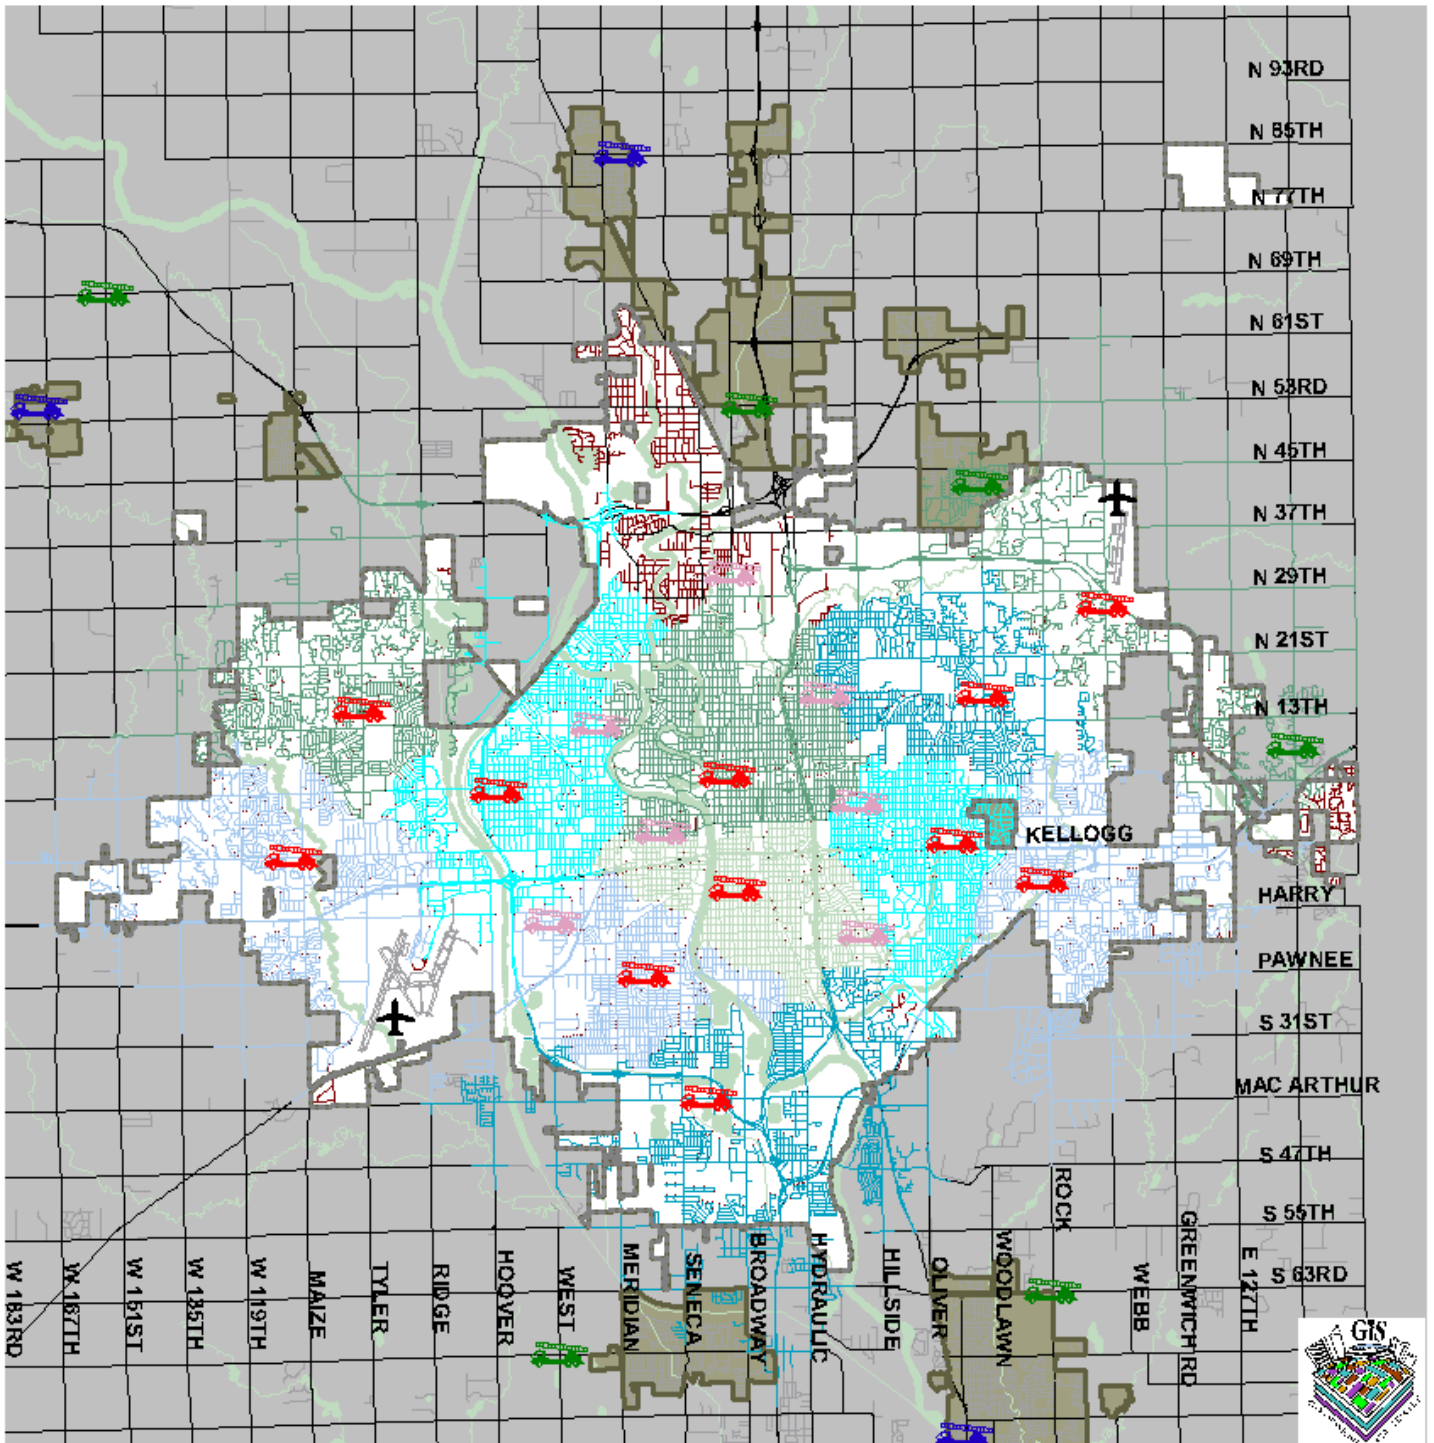 N 93RD
N 85TH
N 77TH
N 69TH
N 61ST
N 53RD
N 45TH
N 37TH
N 29TH
N 21ST
N 13TH
KELLOGG
HARRY
PAWNEE
S 31ST
MAC ARTHUR
S 47TH
S 55TH
S 63RD
W 183RD
W 167TH
W 151ST
W 135TH
W 119TH
MAIZE
TYLER
RIDGE
HOOVER
WEST
MERIDIAN
SENECA
BROADWAY
HYDRAULIC
HILLSIDE
OLIVER
WOODLAWN
ROCK
WEBB
GREENWICH RD
E 127TH
GIS